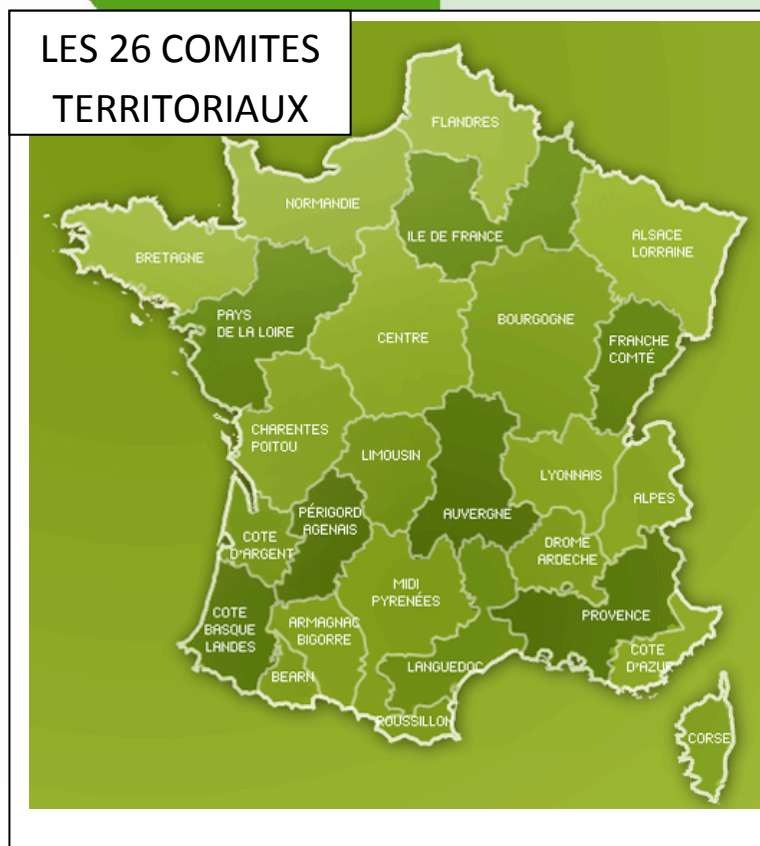 LES 26 COMITES
TERRITORIAUX
FLANDRES
NORMANDIE
ILE DE FRANCE
ALSACE
LORRAINE
BRETAGNE
PAYS
DE LA LOIRE
CENTRE
BOURGOGNE
FRANCHE
COMTÉ
CHARENTES
POITOU
LIMOUSIN
LYONNAIS
ALPES
PÉRIGORD
AGENAIS
AUVERGNE
COTE
D'ARGENT
DROME
ARDECHE
MIDI
PYRENÉES
COTE
BASQUE
LANDES
ARMAGNAC
BIGORRE
PROVENCE
COTE
D'AZUR
LANGUEDOC
BEARN
ROUSSILLON
CORSE